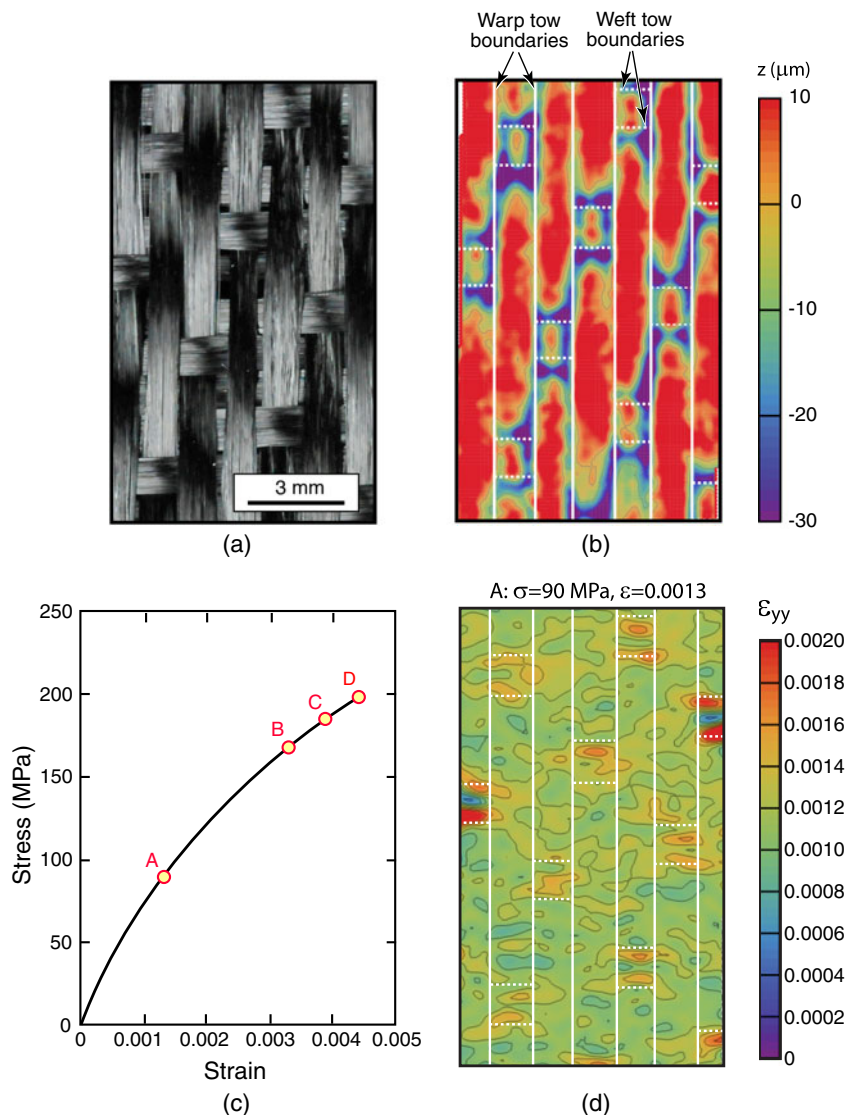 Warp tow
boundaries
Weft tow
boundaries
z (μm)
10
0
-10
-20
-30
3 mm
(a)
(b)
A: σ=90 MPa, ε=0.0013
εyy
250
200
150
100
50
0
Stress (MPa)
A
B
C
D
0
0.001
0.002
0.003
0.004
0.005
Strain
0.0020
0.0018
0.0016
0.0014
0.0012
0.0010
0.0008
0.0006
0.0004
0.0002
0
(c)
(d)